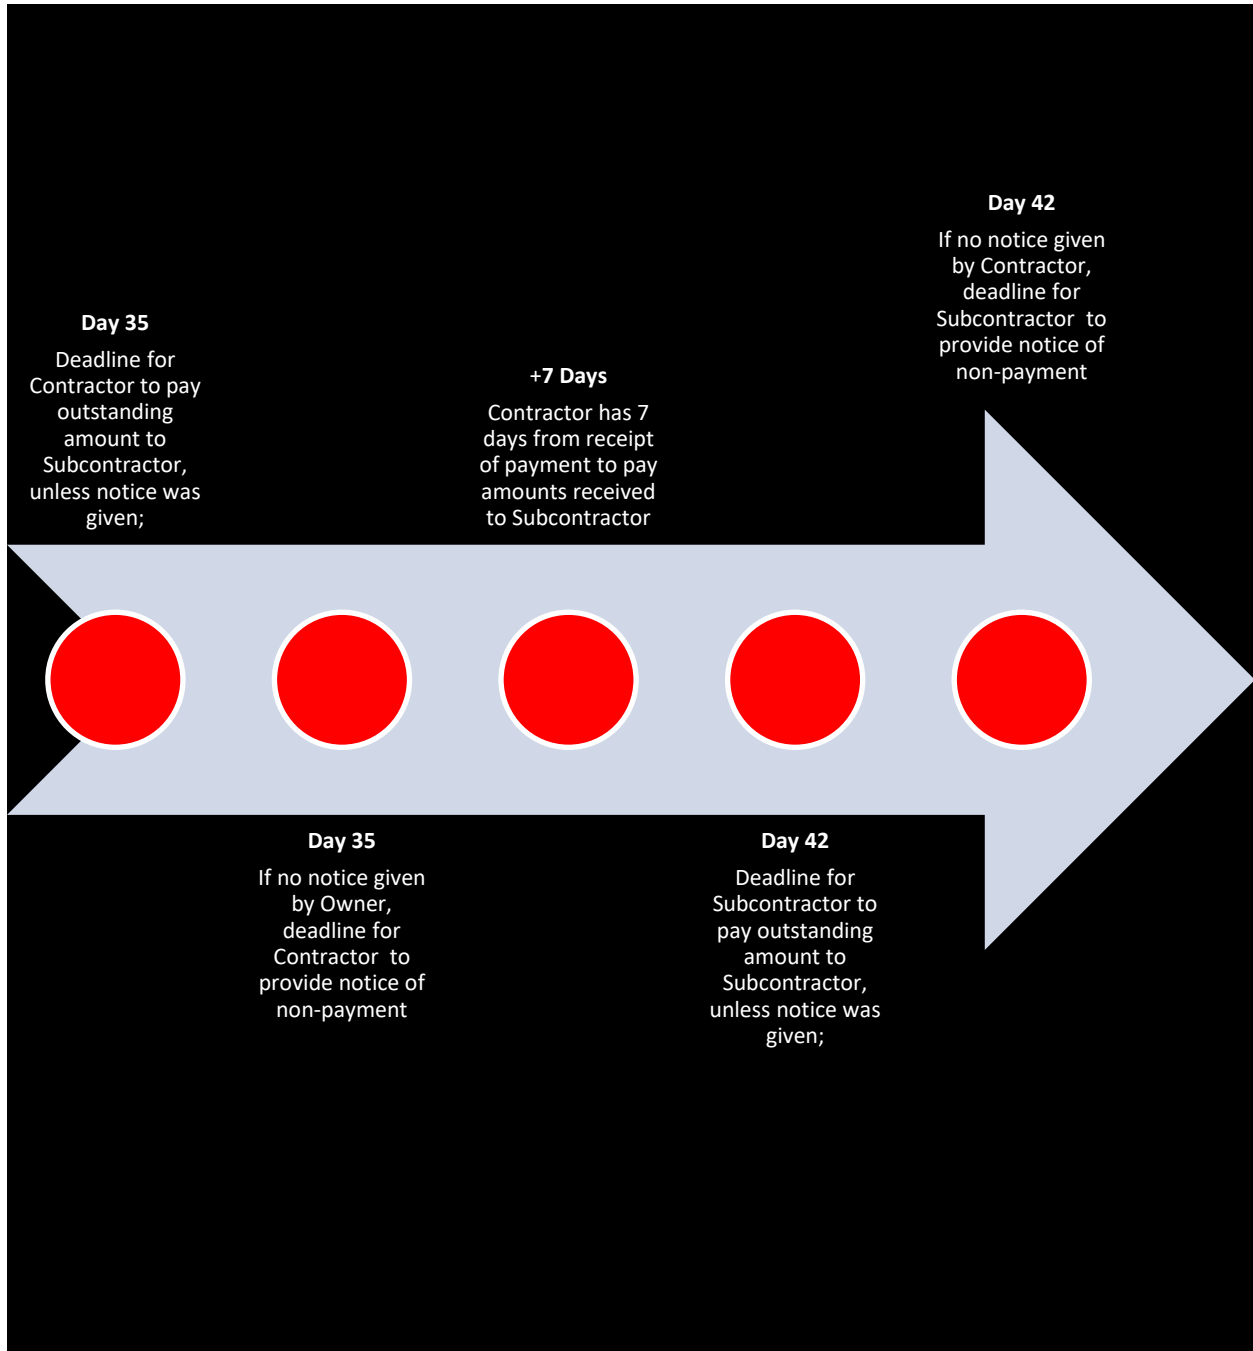 Day 35
Deadline for
Contractor to pay
outstanding
amount to
Subcontractor,
unless notice was
given;
Day 35
If no notice given
by Owner,
deadline for
Contractor to
provide notice of
non-payment
+7 Days
Contractor has 7
days from receipt
of payment to pay
amounts received
to Subcontractor
Day 42
Deadline for
Subcontractor to
pay outstanding
amount to
Subcontractor,
unless notice was
given;
Day 42
If no notice given
by Contractor,
deadline for
Subcontractor to
provide notice of
non-payment